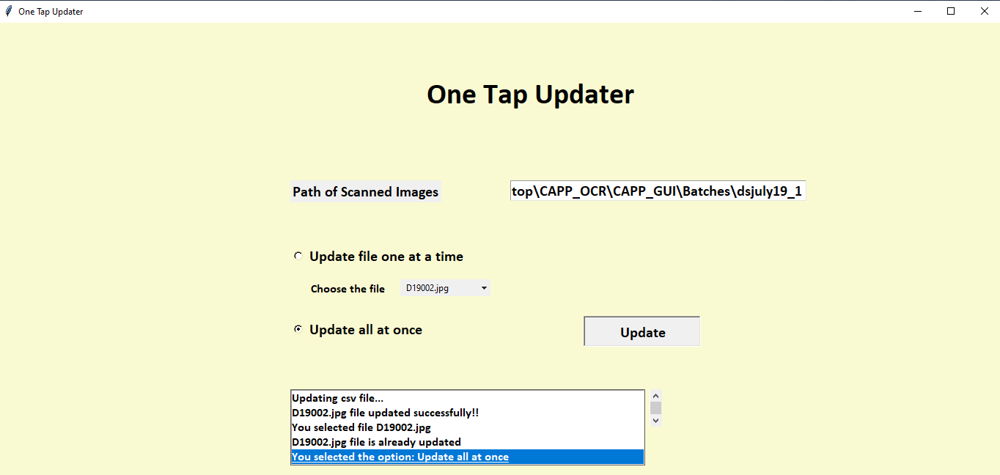 One Tap Updater
One Tap Updater
Path of Scanned Images
top\CAPP_OCR\CAPP_GUI\Batches\dsjuly19_1
Update file one at a time
Choose the file
D19002.jpg
Update all at once
Update
Updating csv file...
D19002.jpg file updated successfully!!
You selected file D19002.jpg
D19002.jpg file is already updated
You selected the option: Update all at once